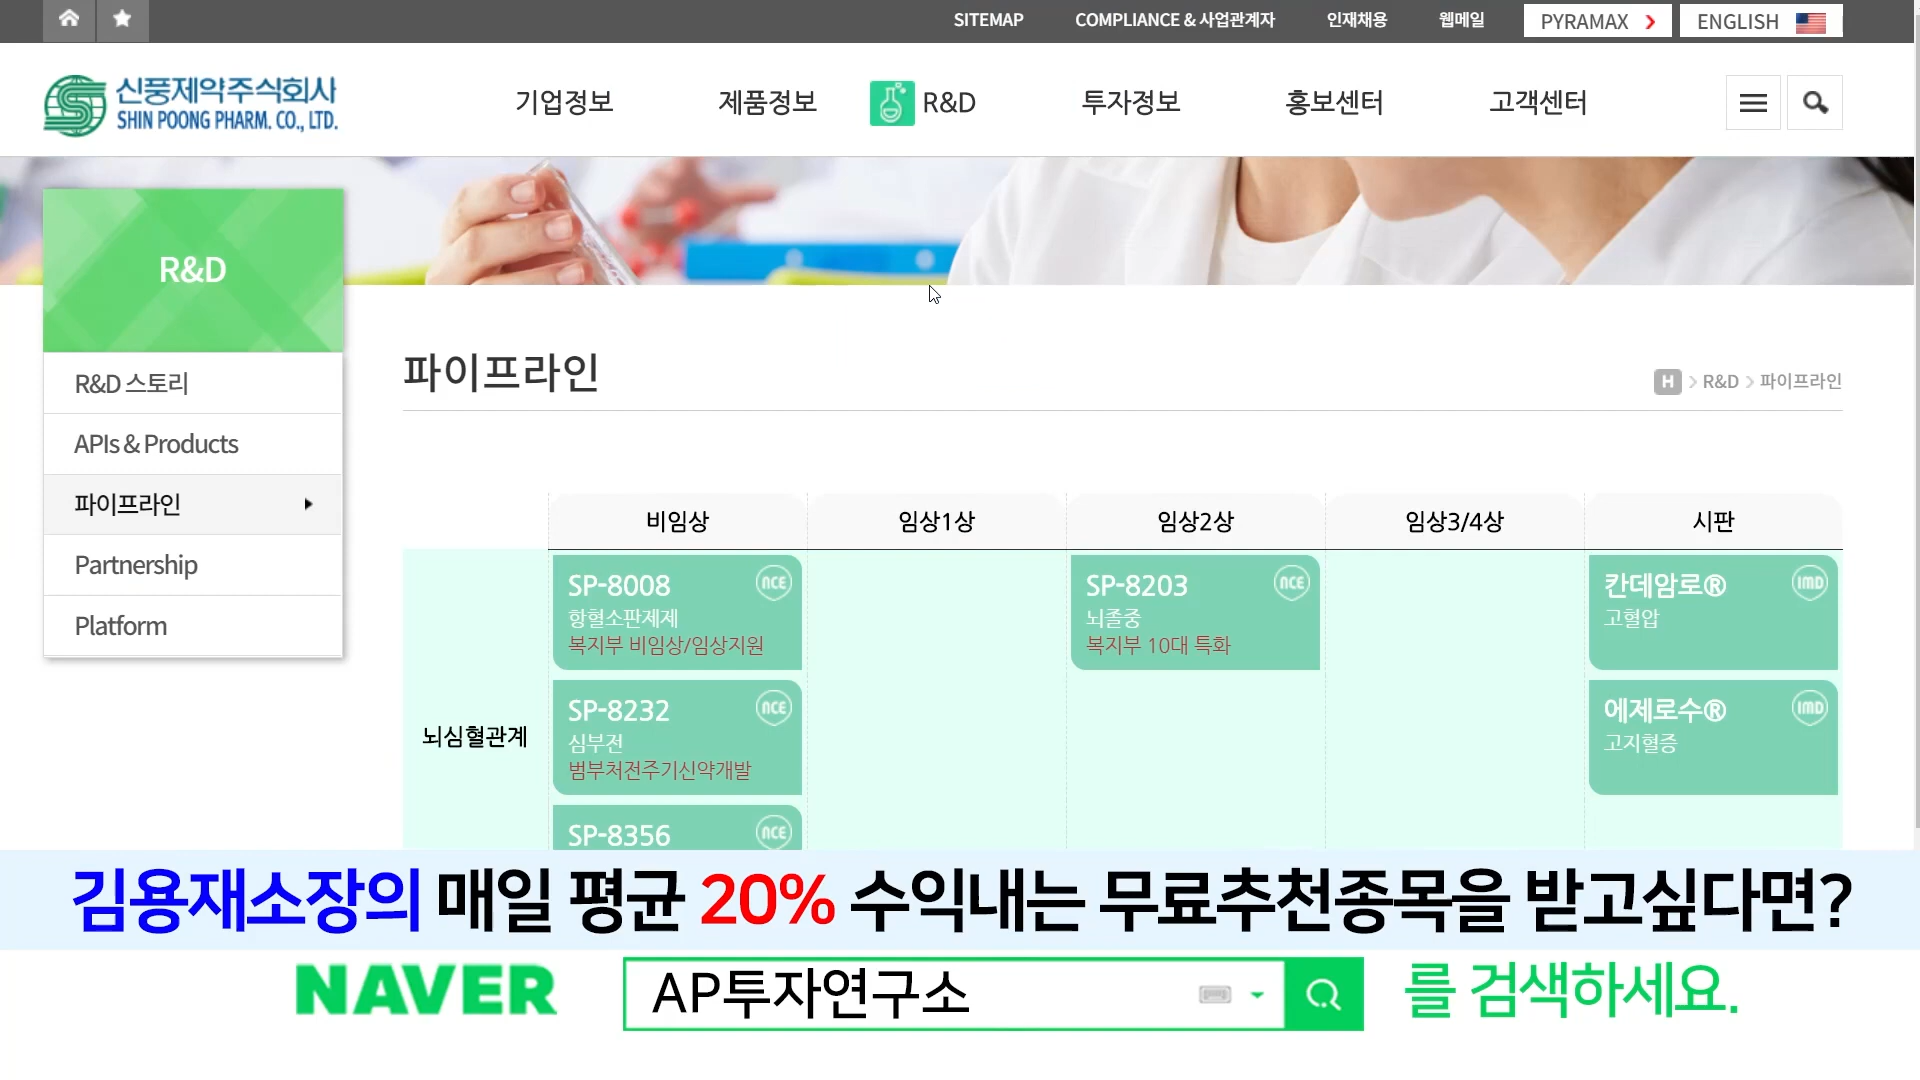 SITEMAP
COMPLIANCE & 사업관계자
인재채용
웹메일
PYRAMAX
ENGLISH
신풍제약주식회사
SHIN POONG PHARM. CO., LTD.
기업정보
제품정보
R&D
투자정보
홍보센터
고객센터
R&D
R&D 스토리
APIs & Products
파이프라인
Partnership
Platform
파이프라인
H > R&D > 파이프라인
비임상
임상1상
임상2상
임상3/4상
시판
뇌심혈관계
SP-8008 NCE
항혈소판제제
복지부 비임상/임상지원
SP-8203 NCE
뇌졸중
복지부 10대 특화
칸데암로® IMD
고혈압
SP-8232 NCE
심부전
범부처전주기신약개발
에제로수® IMD
고지혈증
SP-8356 NCE
김용재소장의 매일 평균 20% 수익내는 무료추천종목을 받고싶다면?
NAVER AP투자연구소 를 검색하세요.